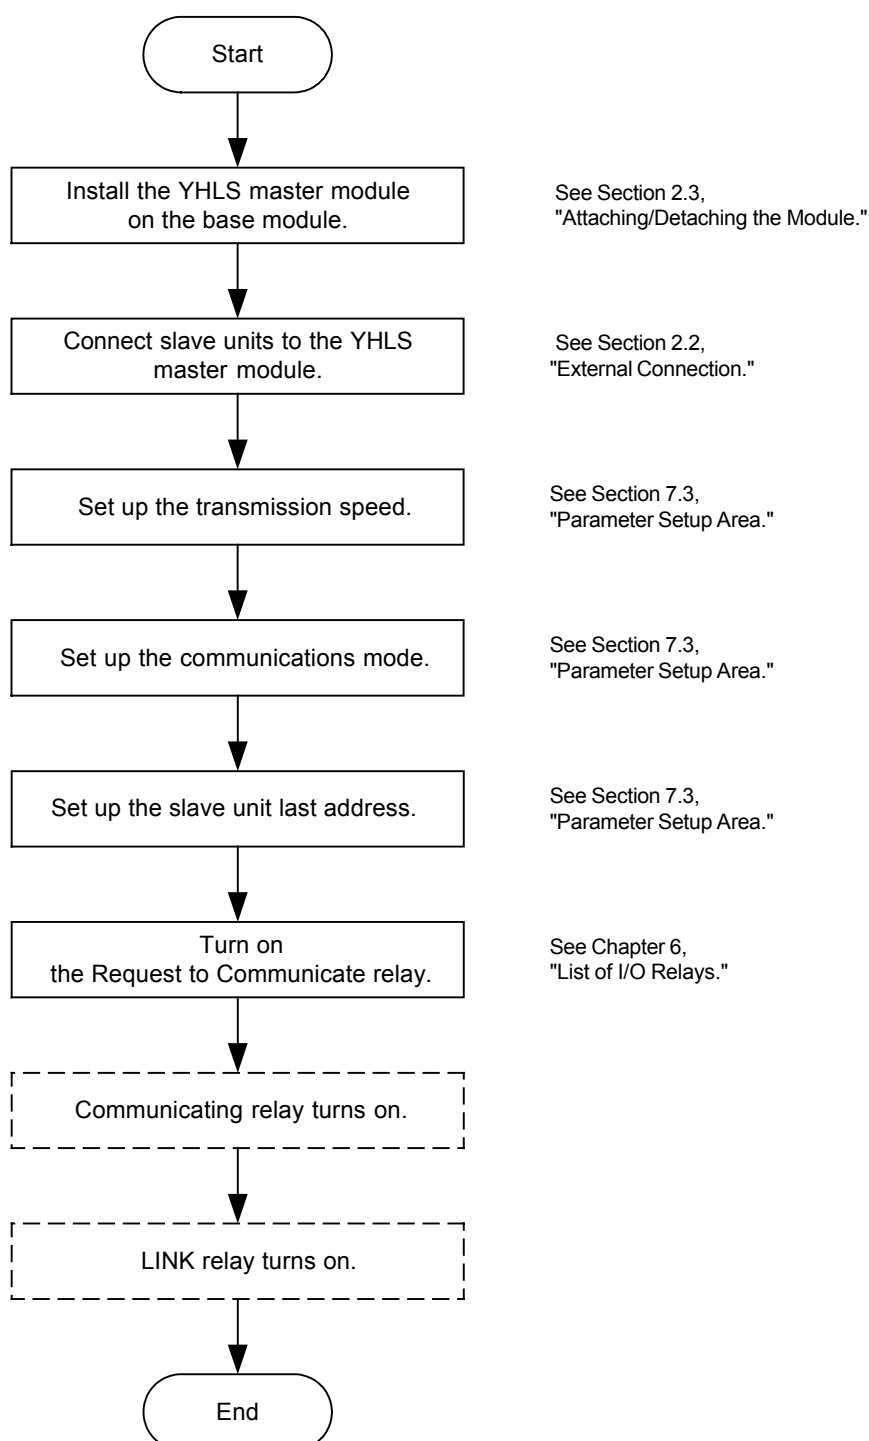 Start
Install the YHLS master module
on the base module.
See Section 2.3,
"Attaching/Detaching the Module."
Connect slave units to the YHLS
master module.
See Section 2.2,
"External Connection."
Set up the transmission speed.
See Section 7.3,
"Parameter Setup Area."
Set up the communications mode.
See Section 7.3,
"Parameter Setup Area."
Set up the slave unit last address.
See Section 7.3,
"Parameter Setup Area."
Turn on
the Request to Communicate relay.
See Chapter 6,
"List of I/O Relays."
Communicating relay turns on.
LINK relay turns on.
End